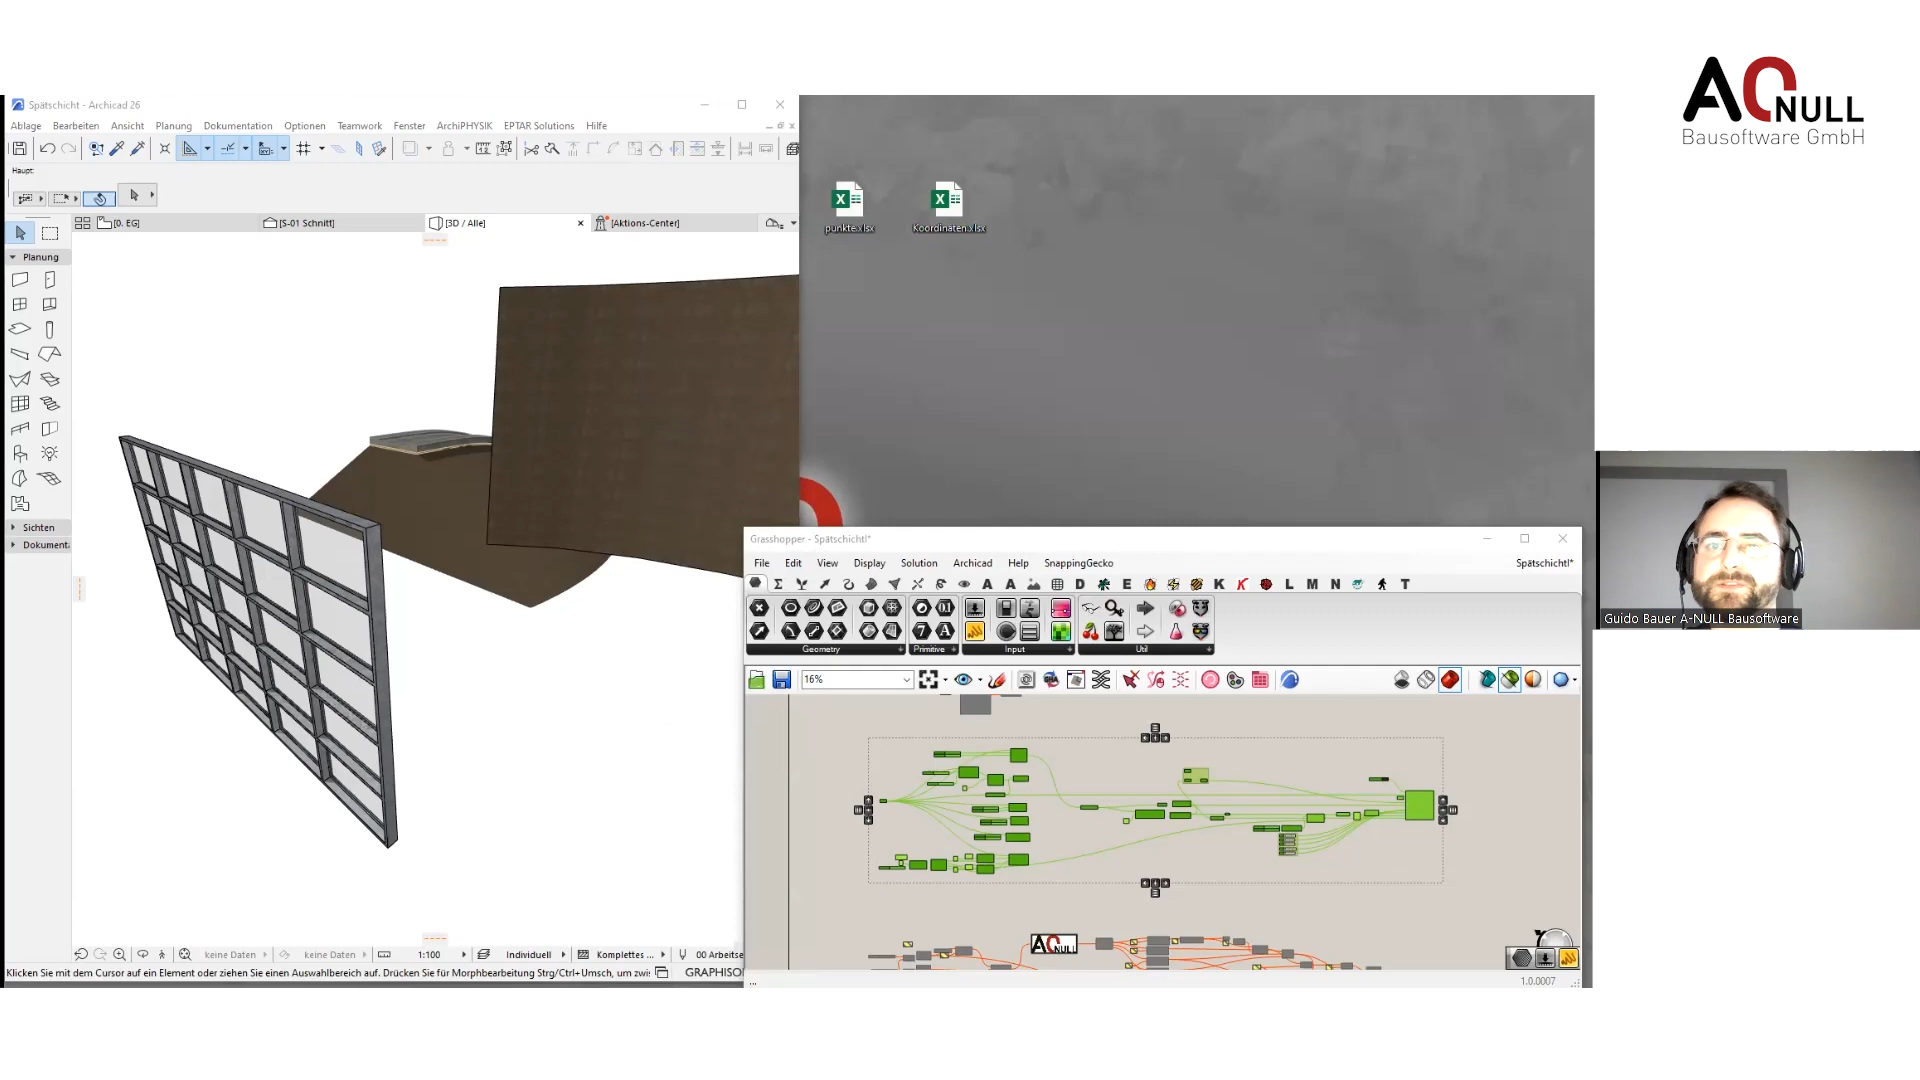 A NULL
Bausoftware GmbH
Spätschicht - Archicad 26
Ablage Bearbeiten Ansicht Planung Dokumentation Optionen Teamwork Fenster ArchiPHYSIK EPTAR Solutions Hilfe
Haupt:
[0. EG] [S-01 Schnitt] [3D / Alle] [Aktions-Center]
Planung
Sichten
Dokument
punkte.xlsx Koordinaten.xlsx
Grasshopper - Spätschichtl*
File Edit View Display Solution Archicad Help SnappingGecko Spätschichtl*
A A D E K K L M N T
Geometry Primitive Input Util
16%
A NULL
1.0.0007
keine Daten keine Daten 1:100 Individuell Komplettes ... 00 Arbeitse
Klicken Sie mit dem Cursor auf ein Element oder ziehen Sie einen Auswahlbereich auf. Drücken Sie für Morphbearbeitung Strg/Ctrl+Umsch, um zwi: GRAPHISO
Guido Bauer A-NULL Bausoftware